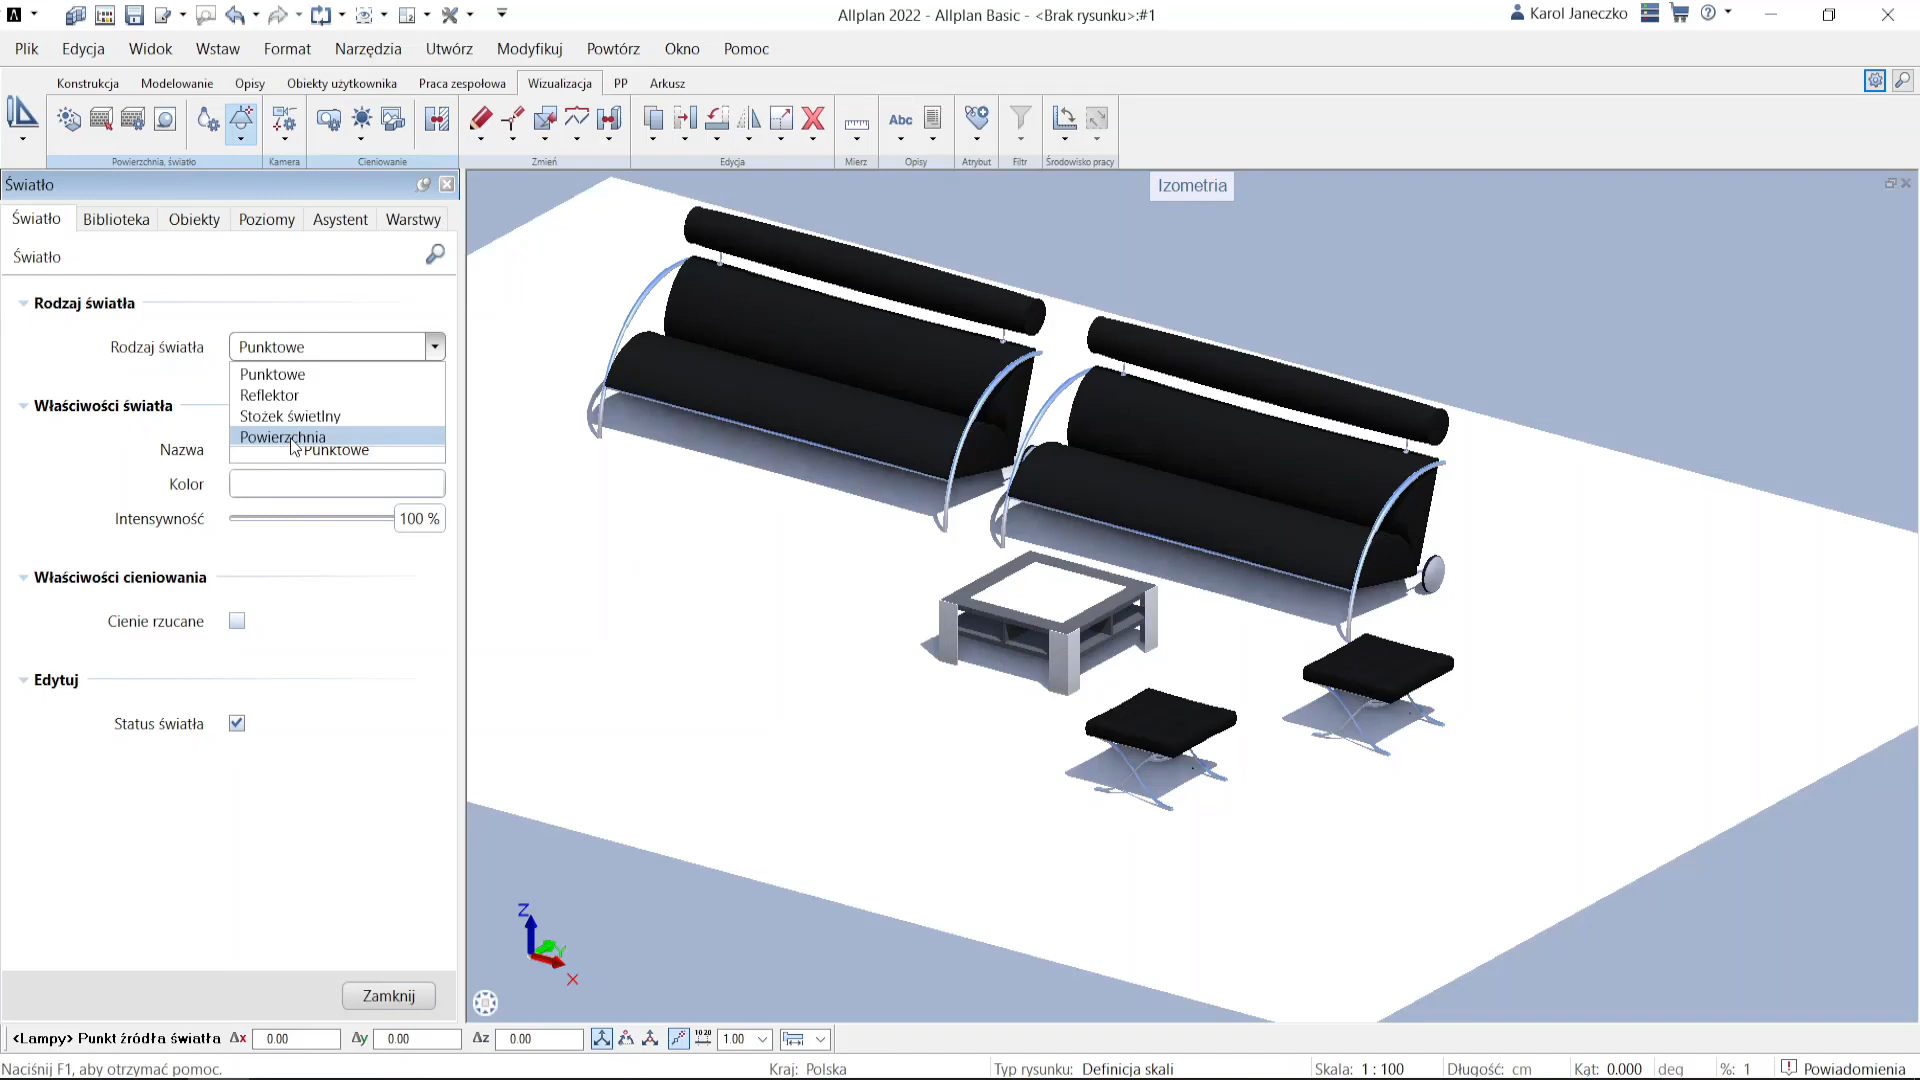 Allplan 2022 - Allplan Basic - <Brak rysunku>:#1
Karol Janeczko
Plik Edycja Widok Wstaw Format Narzędzia Utwórz Modyfikuj Powtórz Okno Pomoc
Konstrukcja Modelowanie Opisy Obiekty użytkownika Praca zespołowa Wizualizacja PP Arkusz
Abc
Powierzchnia, światło Kamera Cieniowanie Zmień Edycja Mierz Opisy Atrybut Filtr Środowisko pracy
Światło
Izometria
Światło Biblioteka Obiekty Poziomy Asystent Warstwy
Światło
Rodzaj światła
Rodzaj światła Punktowe
Punktowe
Reflektor
Stożek świetlny
Powierzchnia
Właściwości światła
Nazwa Punktowe
Kolor
Intensywność 100 %
Właściwości cieniowania
Cienie rzucane
Edytuj
Status światła
Z
Y
X
Zamknij
<Lampy> Punkt źródła światła Δx 0.00 Δy 0.00 Δz 0.00 1020 1.00
Naciśnij F1, aby otrzymać pomoc. Kraj: Polska Typ rysunku: Definicja skali Skala: 1 : 100 Długość: cm Kąt: 0.000 deg %: 1 Powiadomienia